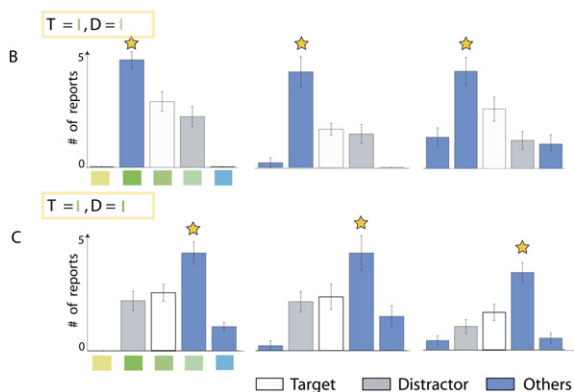 T = , D =
B
5
# of reports
0
T = , D =
C
5
# of reports
0
Target Distractor Others